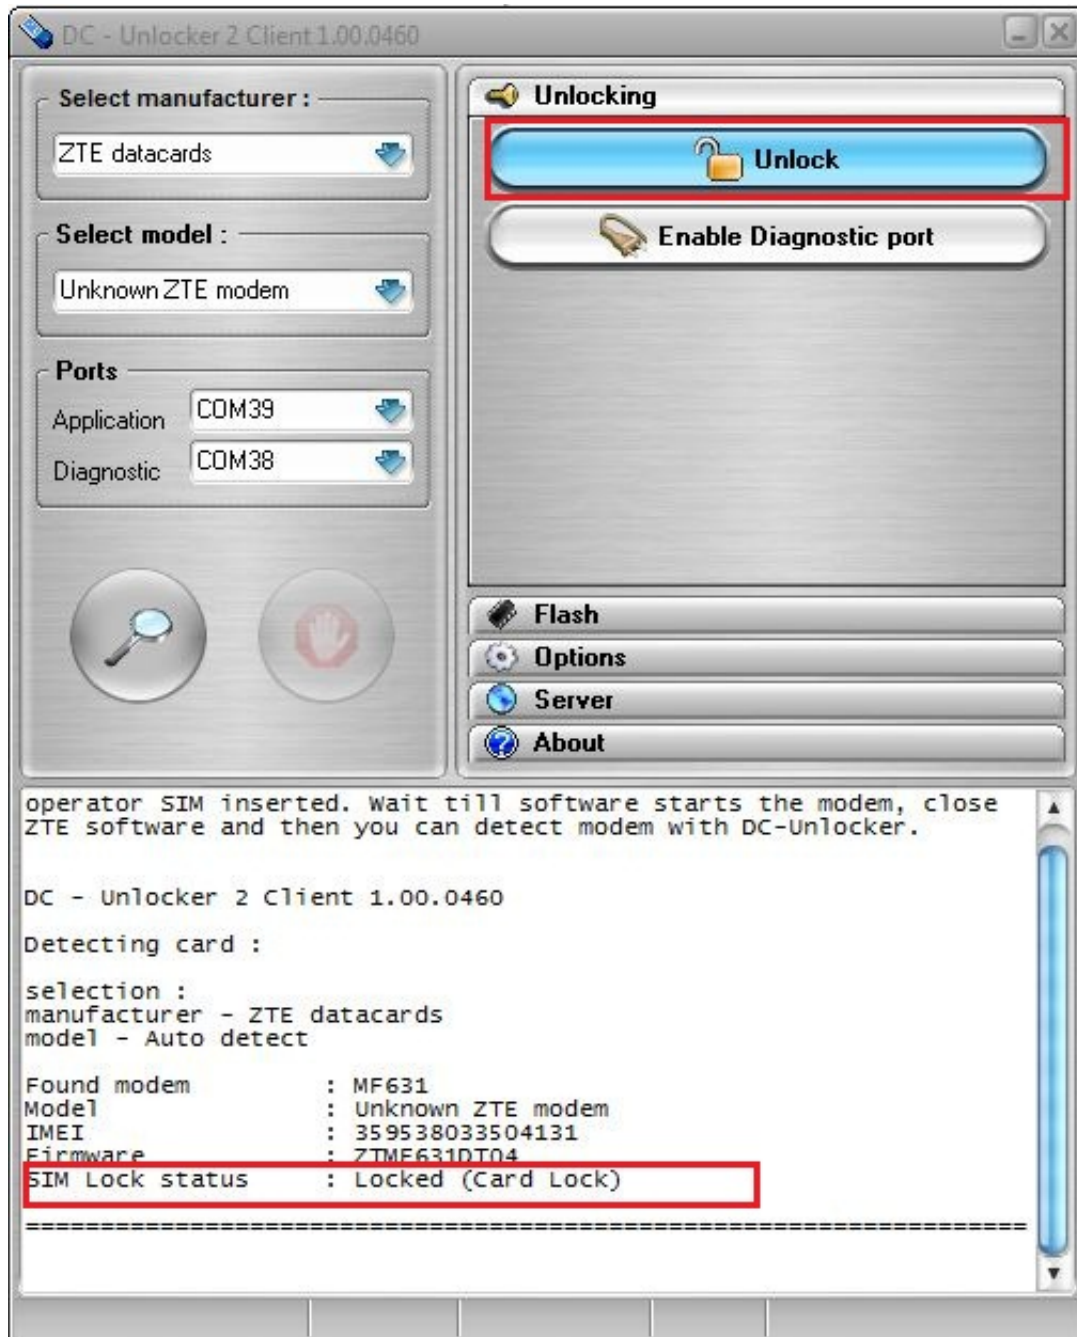 DC - Unlocker 2 Client 1.00.0460
Select manufacturer :
ZTE datacards
Select model :
Unknown ZTE modem
Ports
Application COM39
Diagnostic COM38
Unlocking
Unlock
Enable Diagnostic port
Flash
Options
Server
About
operator SIM inserted. Wait till software starts the modem, close
ZTE software and then you can detect modem with DC-Unlocker.
DC - Unlocker 2 Client 1.00.0460
Detecting card :
selection :
manufacturer - ZTE datacards
model - Auto detect
Found modem : MF631
Model : Unknown ZTE modem
IMEI : 359538033504131
Firmware : ZTMF631DT04
SIM Lock status : Locked (Card Lock)
===================================================================